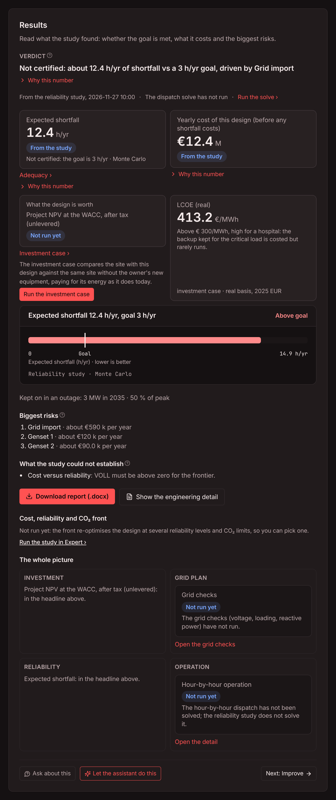 Results
Read what the study found: whether the goal is met, what it costs and the biggest risks.
VERDICT
Not certified: about 12.4 h/yr of shortfall vs a 3 h/yr goal, driven by Grid import
› Why this number
From the reliability study, 2026-11-27 10:00 · The dispatch solve has not run · Run the solve ›
Expected shortfall
12.4 h/yr
From the study
Not certified: the goal is 3 h/yr · Monte Carlo
Adequacy ›
› Why this number
Yearly cost of this design (before any
shortfall costs)
€12.4 M
From the study
› Why this number
What the design is worth
Project NPV at the WACC, after tax
(unlevered)
Not run yet
Investment case ›
The investment case compares the site with this
design against the same site without the owner's new
equipment, paying for its energy as it does today.
Run the investment case
LCOE (real)
413.2 €/MWh
Above € 300/MWh, high for a hospital: the
backup kept for the critical load is costed but
rarely runs.
investment case · real basis, 2025 EUR
Expected shortfall 12.4 h/yr, goal 3 h/yr
Above goal
0
Goal
14.9 h/yr
Expected shortfall (h/yr) · lower is better
Reliability study · Monte Carlo
Kept on in an outage: 3 MW in 2035 · 50 % of peak
Biggest risks
1. Grid import · about €590 k per year
2. Genset 1 · about €120 k per year
3. Genset 2 · about €90.0 k per year
What the study could not establish
• Cost versus reliability: VOLL must be above zero for the frontier.
Download report (.docx)
Show the engineering detail
Cost, reliability and CO₂ front
Not run yet: the front re-optimises the design at several reliability levels and CO₂ limits, so you can pick one.
Run the study in Expert ›
The whole picture
INVESTMENT
Project NPV at the WACC, after tax (unlevered):
in the headline above.
GRID PLAN
Grid checks
Not run yet
The grid checks (voltage, loading, reactive
power) have not run.
Open the grid checks
RELIABILITY
Expected shortfall: in the headline above.
OPERATION
Hour-by-hour operation
Not run yet
The hour-by-hour dispatch has not been
solved; the reliability study does not solve
it.
Open the detail
Ask about this
Let the assistant do this
Next: Improve →